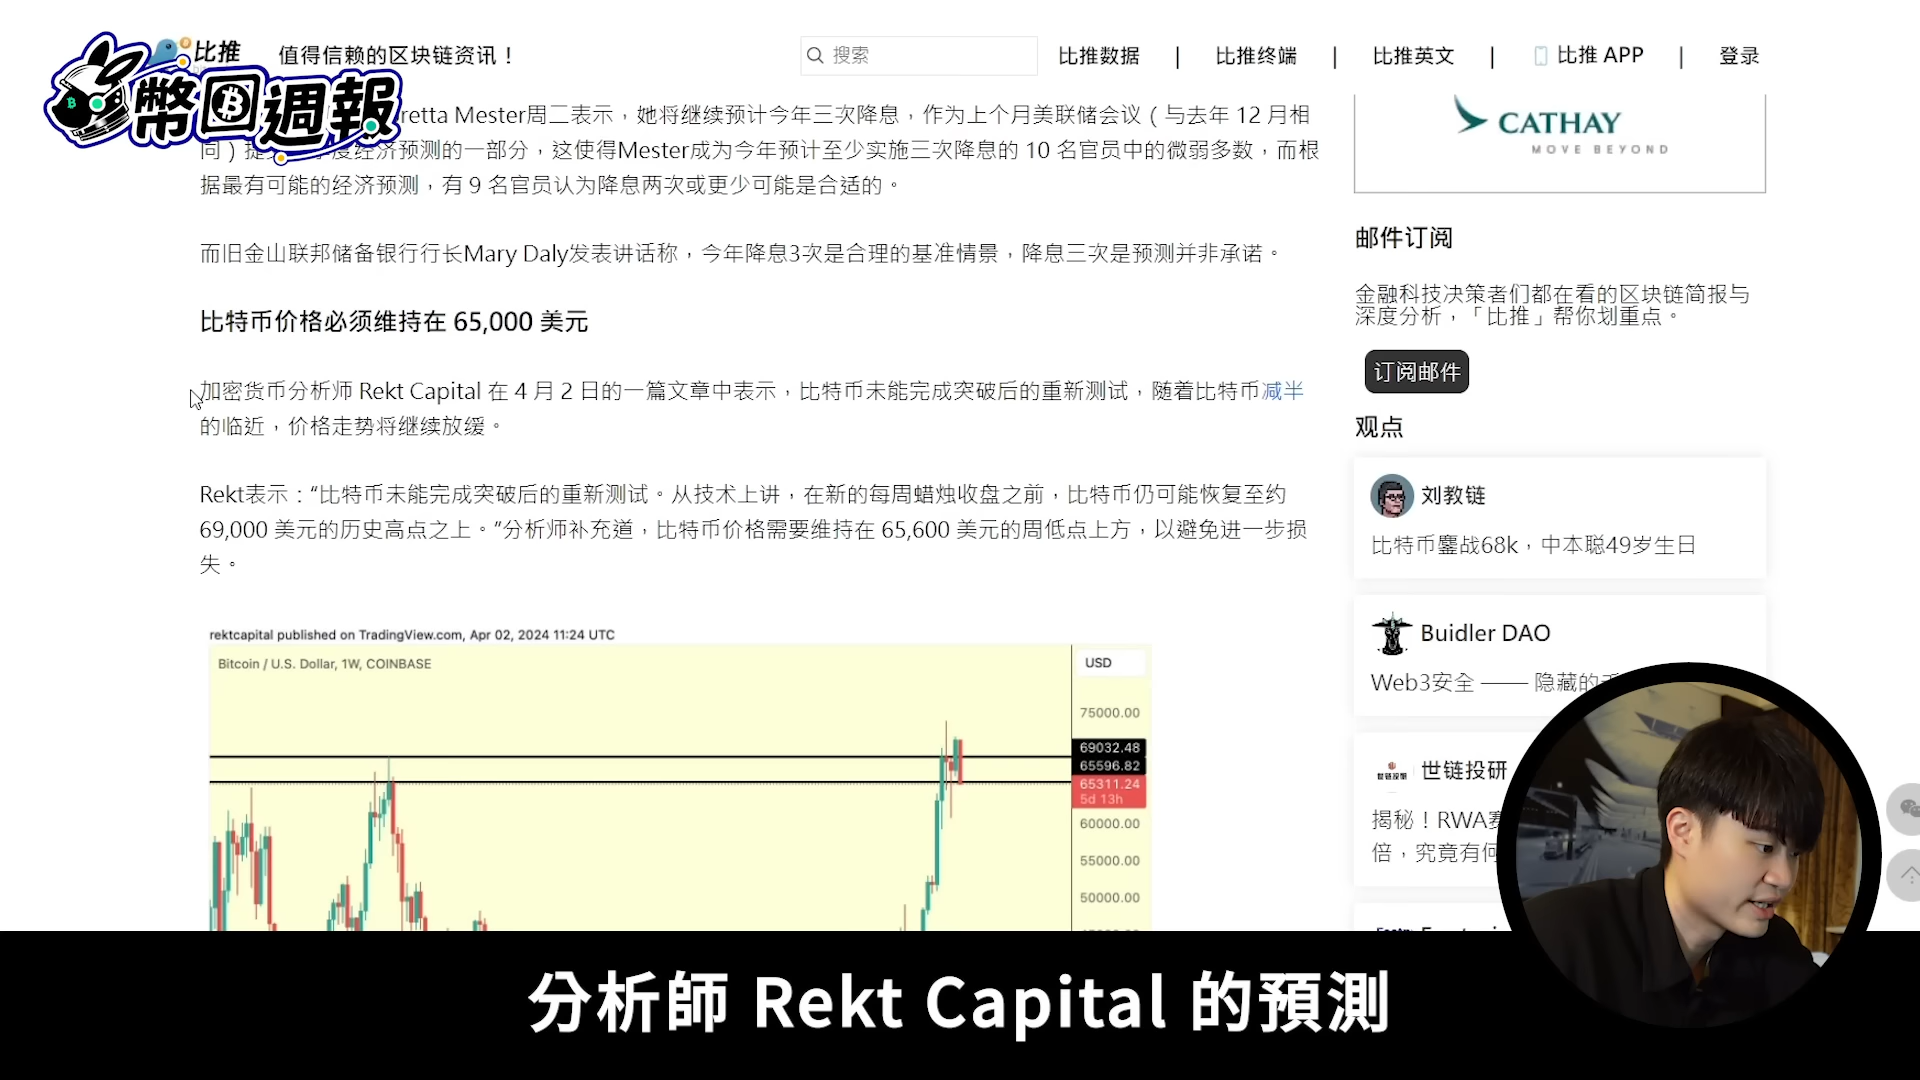 比推
值得信赖的区块链资讯！
搜索
比推数据 | 比推终端 | 比推英文 | 比推 APP | 登录
幣圈週報
retta Mester周二表示，她将继续预计今年三次降息，作为上个月美联储会议（与去年 12 月相
同）提 度经济预测的一部分，这使得Mester成为今年预计至少实施三次降息的 10 名官员中的微弱多数，而根
据最有可能的经济预测，有 9 名官员认为降息两次或更少可能是合适的。
而旧金山联邦储备银行行长Mary Daly发表讲话称，今年降息3次是合理的基准情景，降息三次是预测并非承诺。
比特币价格必须维持在 65,000 美元
加密货币分析师 Rekt Capital 在 4 月 2 日的一篇文章中表示，比特币未能完成突破后的重新测试，随着比特币减半
的临近，价格走势将继续放缓。
Rekt表示：“比特币未能完成突破后的重新测试。从技术上讲，在新的每周蜡烛收盘之前，比特币仍可能恢复至约
69,000 美元的历史高点之上。”分析师补充道，比特币价格需要维持在 65,600 美元的周低点上方，以避免进一步损
失。
rektcapital published on TradingView.com, Apr 02, 2024 11:24 UTC
Bitcoin / U.S. Dollar, 1W, COINBASE
USD
75000.00
69032.48
65596.82
65311.24
5d 13h
60000.00
55000.00
50000.00
CATHAY
MOVE BEYOND
邮件订阅
金融科技决策者们都在看的区块链简报与
深度分析，「比推」帮你划重点。
订阅邮件
观点
刘教链
比特币鏖战68k，中本聪49岁生日
Buidler DAO
Web3安全 —— 隐藏的
世链投研
世链投研
揭秘！RWA赛
倍，究竟有何
分析師 Rekt Capital 的預測